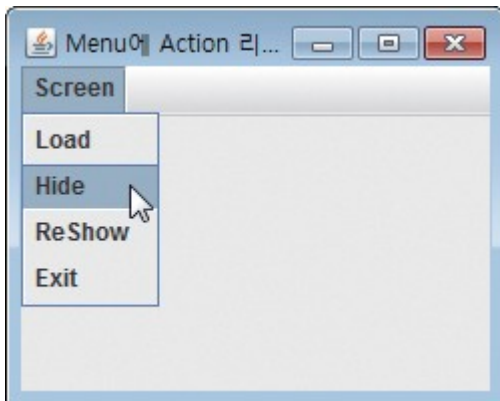 Menu에 Action 리...
Screen
Load
Hide
ReShow
Exit